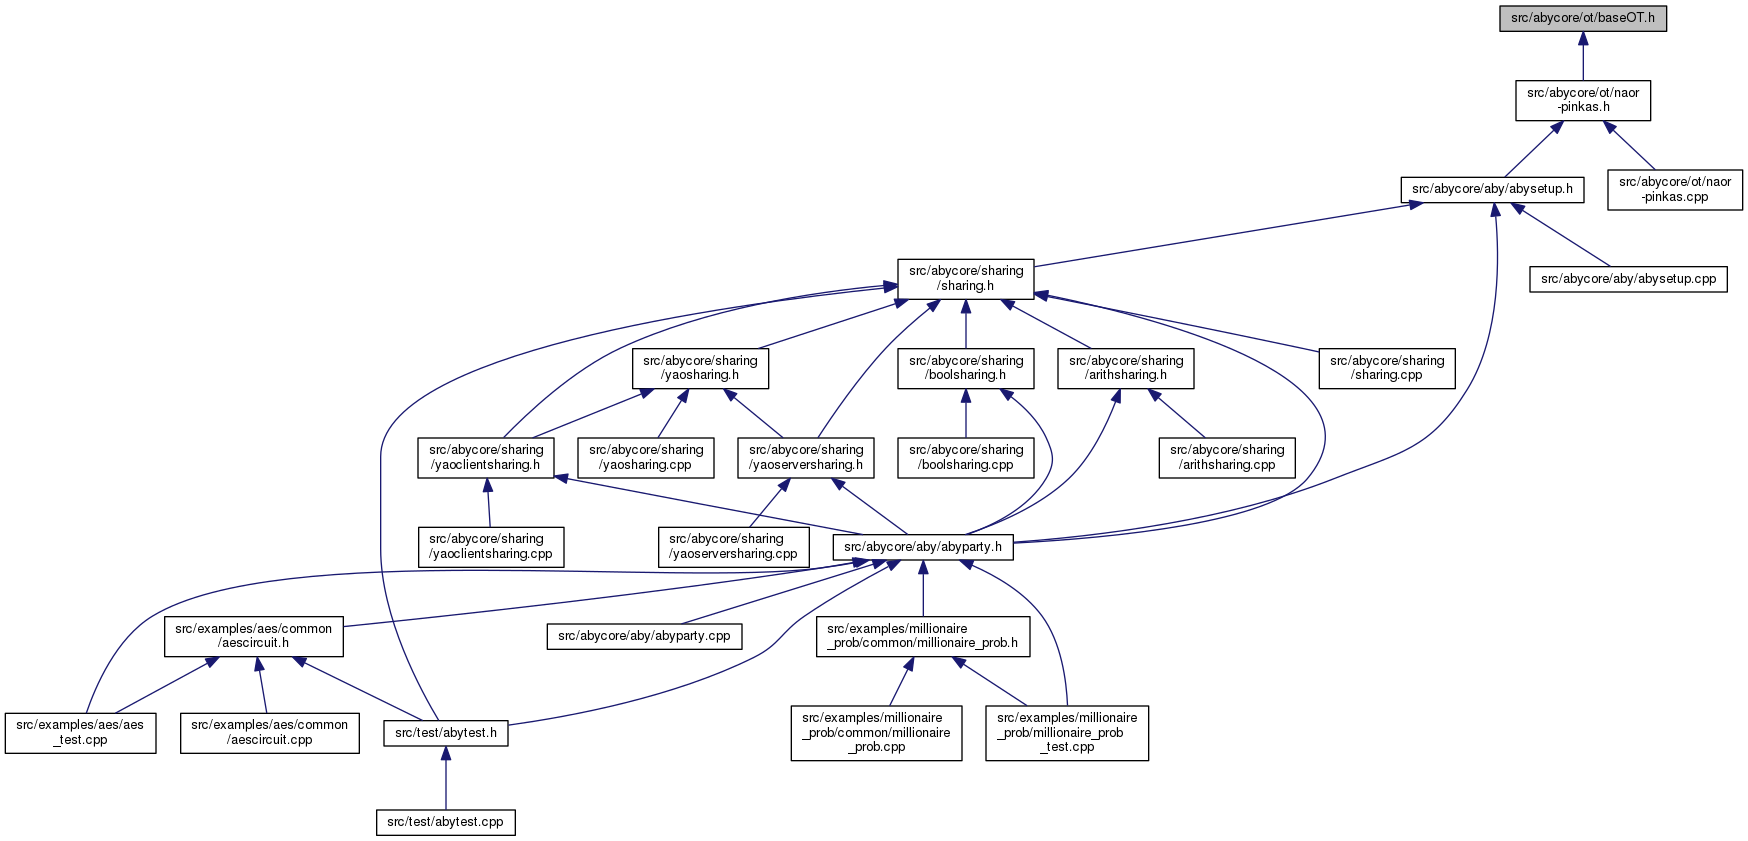 src/abycore/ot/baseOT.h
src/abycore/ot/naor
-pinkas.h
src/abycore/aby/abysetup.h
src/abycore/ot/naor
-pinkas.cpp
src/abycore/sharing
/sharing.h
src/abycore/aby/abysetup.cpp
src/abycore/sharing
/yaosharing.h
src/abycore/sharing
/boolsharing.h
src/abycore/sharing
/arithsharing.h
src/abycore/sharing
/sharing.cpp
src/abycore/sharing
/yaoclientsharing.h
src/abycore/sharing
/yaosharing.cpp
src/abycore/sharing
/yaoserversharing.h
src/abycore/sharing
/boolsharing.cpp
src/abycore/sharing
/arithsharing.cpp
src/abycore/sharing
/yaoclientsharing.cpp
src/abycore/sharing
/yaoserversharing.cpp
src/abycore/aby/abyparty.h
src/examples/aes/common
/aescircuit.h
src/abycore/aby/abyparty.cpp
src/examples/millionaire
_prob/common/millionaire_prob.h
src/examples/aes/aes
_test.cpp
src/examples/aes/common
/aescircuit.cpp
src/test/abytest.h
src/examples/millionaire
_prob/common/millionaire
_prob.cpp
src/examples/millionaire
_prob/millionaire_prob
_test.cpp
src/test/abytest.cpp